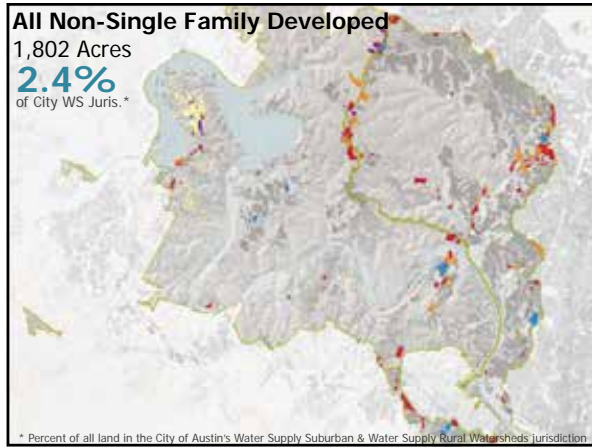 All Non-Single Family Developed
1,802 Acres
2.4%
of City WS Juris.*
* Percent of all land in the City of Austin's Water Supply Suburban & Water Supply Rural Watersheds jurisdiction